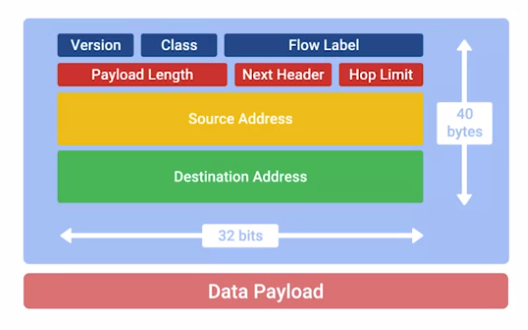 Version Class Flow Label
Payload Length Next Header Hop Limit
Source Address
40
bytes
Destination Address
32 bits
Data Payload